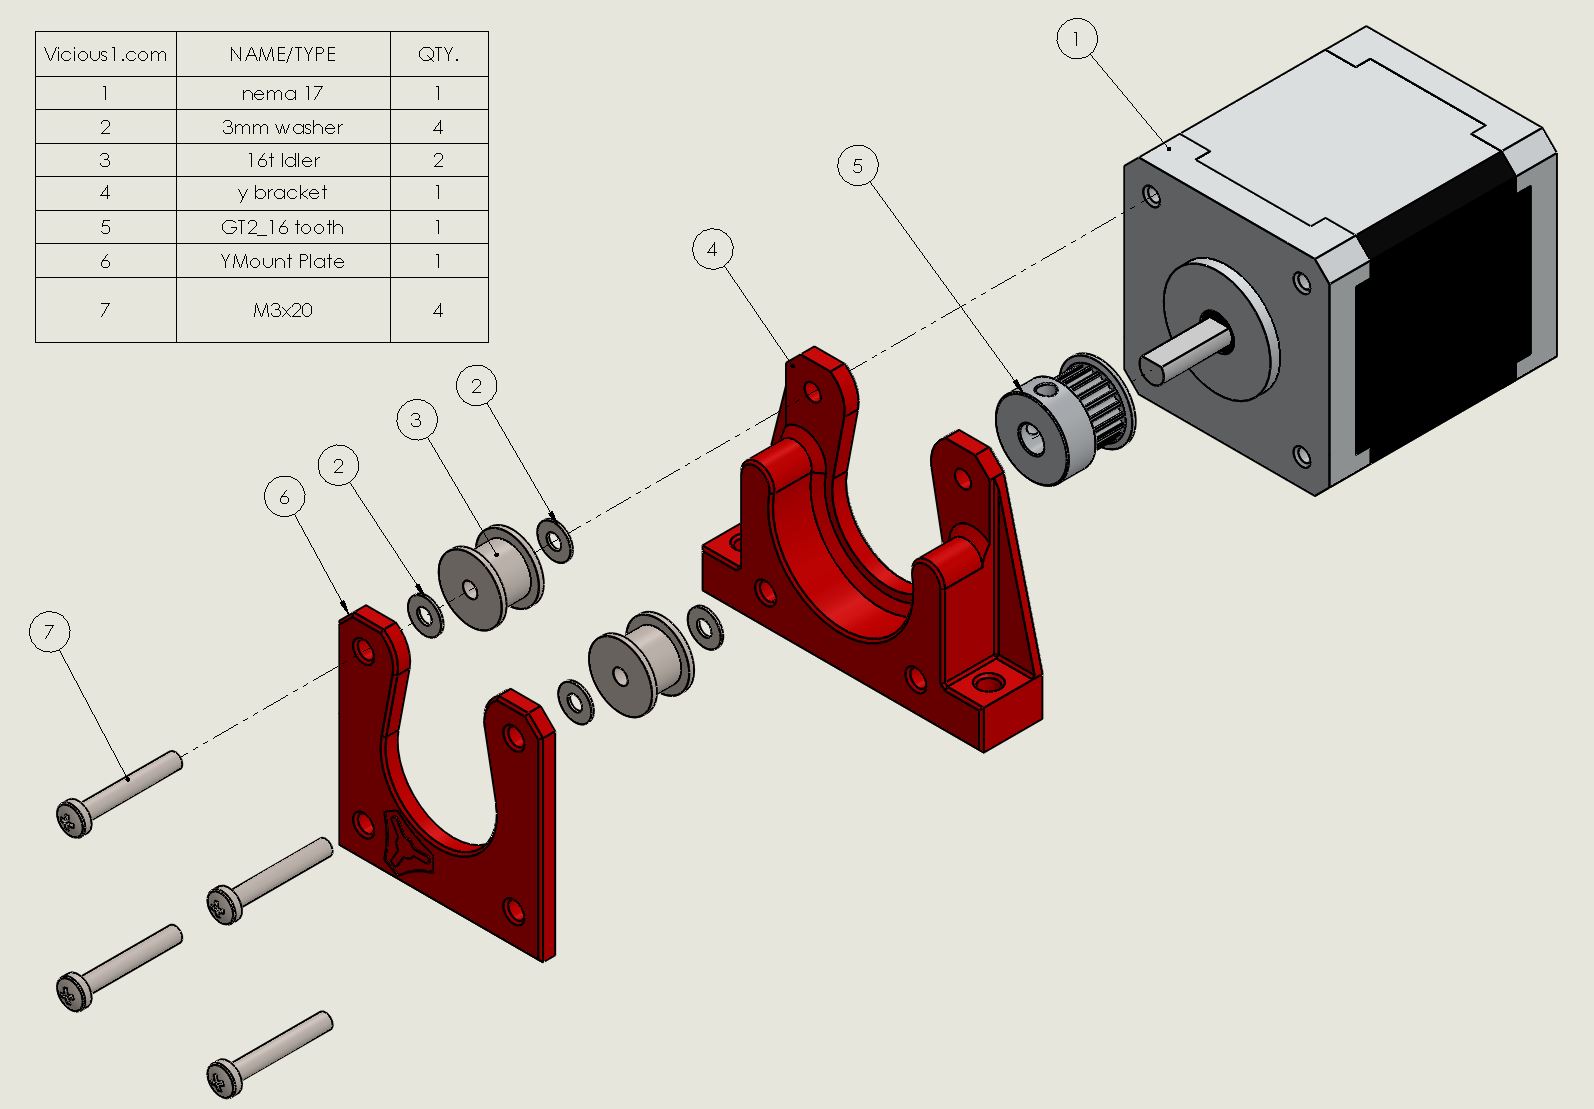 Vicious1.com NAME/TYPE QTY.
1 nema 17 1
2 3mm washer 4
3 16t Idler 2
4 y bracket 1
5 GT2_16 tooth 1
6 YMount Plate 1
7 M3x20 4
1
5
4
2
3
2
6
7